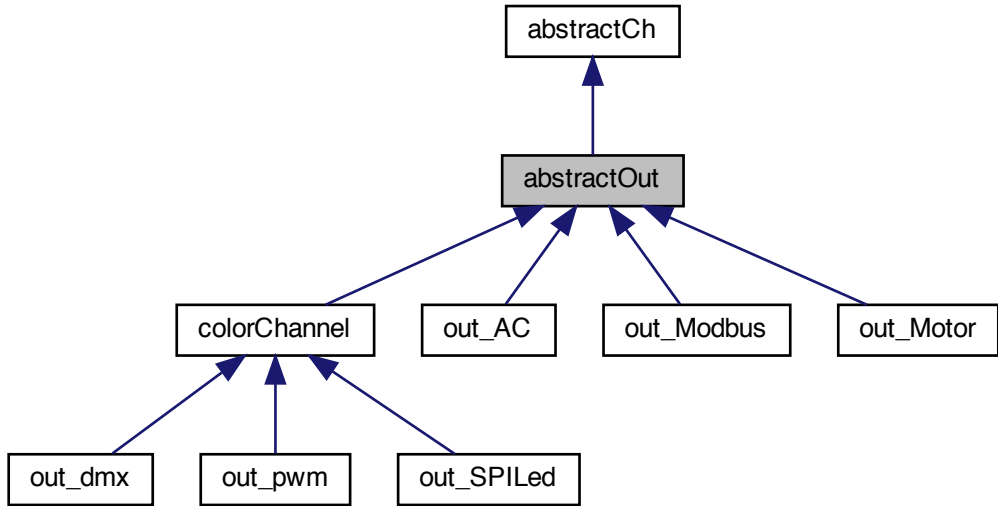 abstractCh
abstractOut
colorChannel
out_AC
out_Modbus
out_Motor
out_dmx
out_pwm
out_SPILed